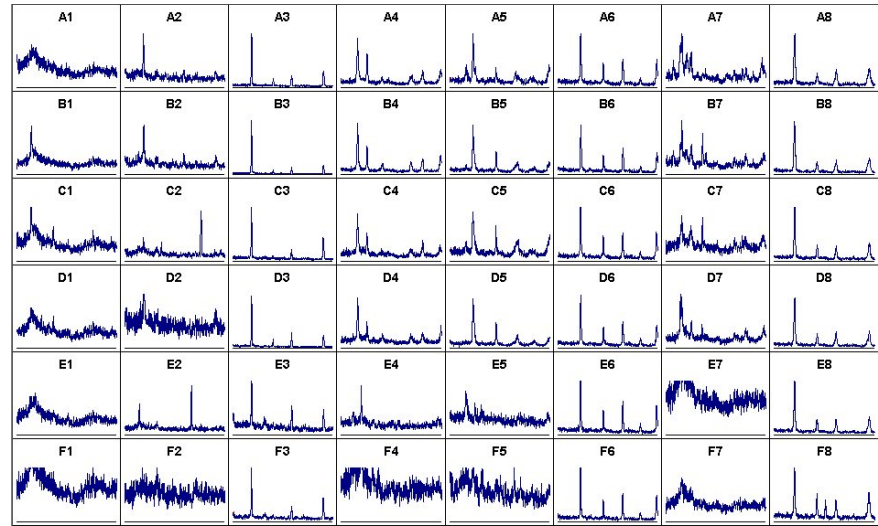 A1 A2 A3 A4 A5 A6 A7 A8
B1 B2 B3 B4 B5 B6 B7 B8
C1 C2 C3 C4 C5 C6 C7 C8
D1 D2 D3 D4 D5 D6 D7 D8
E1 E2 E3 E4 E5 E6 E7 E8
F1 F2 F3 F4 F5 F6 F7 F8